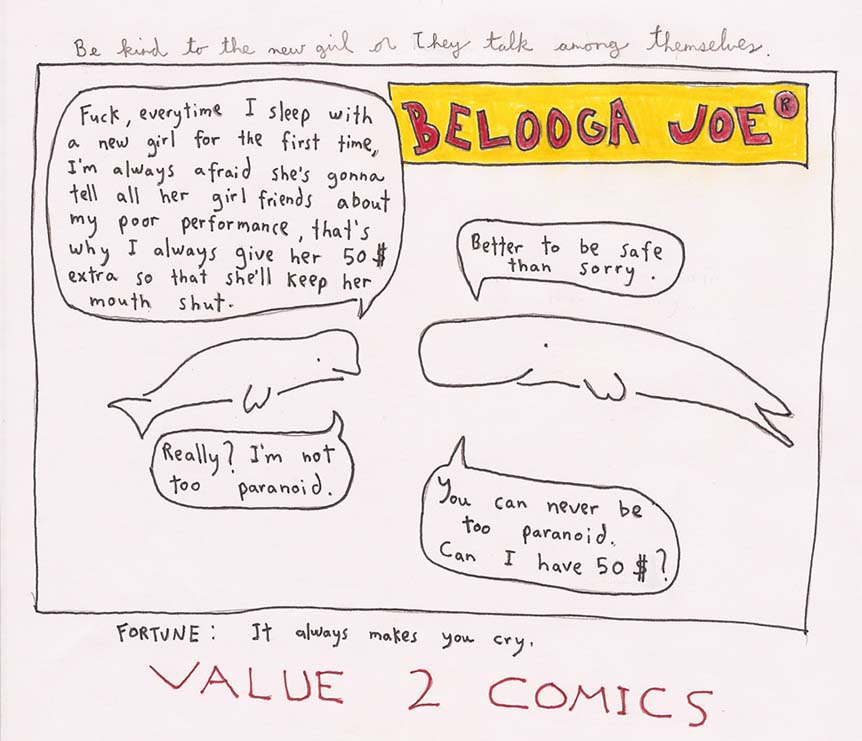 Be kind to the new girl or They talk among themselves.
BELOOGA JOE®
Fuck, everytime I sleep with
a new girl for the first time,
I'm always afraid she's gonna
tell all her girl friends about
my poor performance, that's
why I always give her 50 $
extra so that she'll keep her
mouth shut.
Better to be safe
than sorry.
Really? I'm not
too paranoid.
You can never be
too paranoid.
Can I have 50 $?
FORTUNE: It always makes you cry.
VALUE 2 COMICS